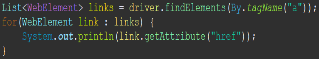 List<WebElement> links = driver.findElements(By.tagName("a"));
for(WebElement link : links) {
    System.out.println(link.getAttribute("href"));
}